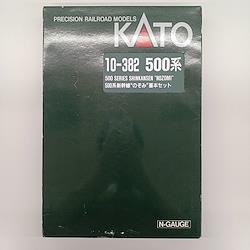 PRECISION RAILROAD MODELS
KATO
10-382 500系
500 SERIES SHINKANSEN "NOZOMI"
500系新幹線"のぞみ"基本セット
N-GAUGE